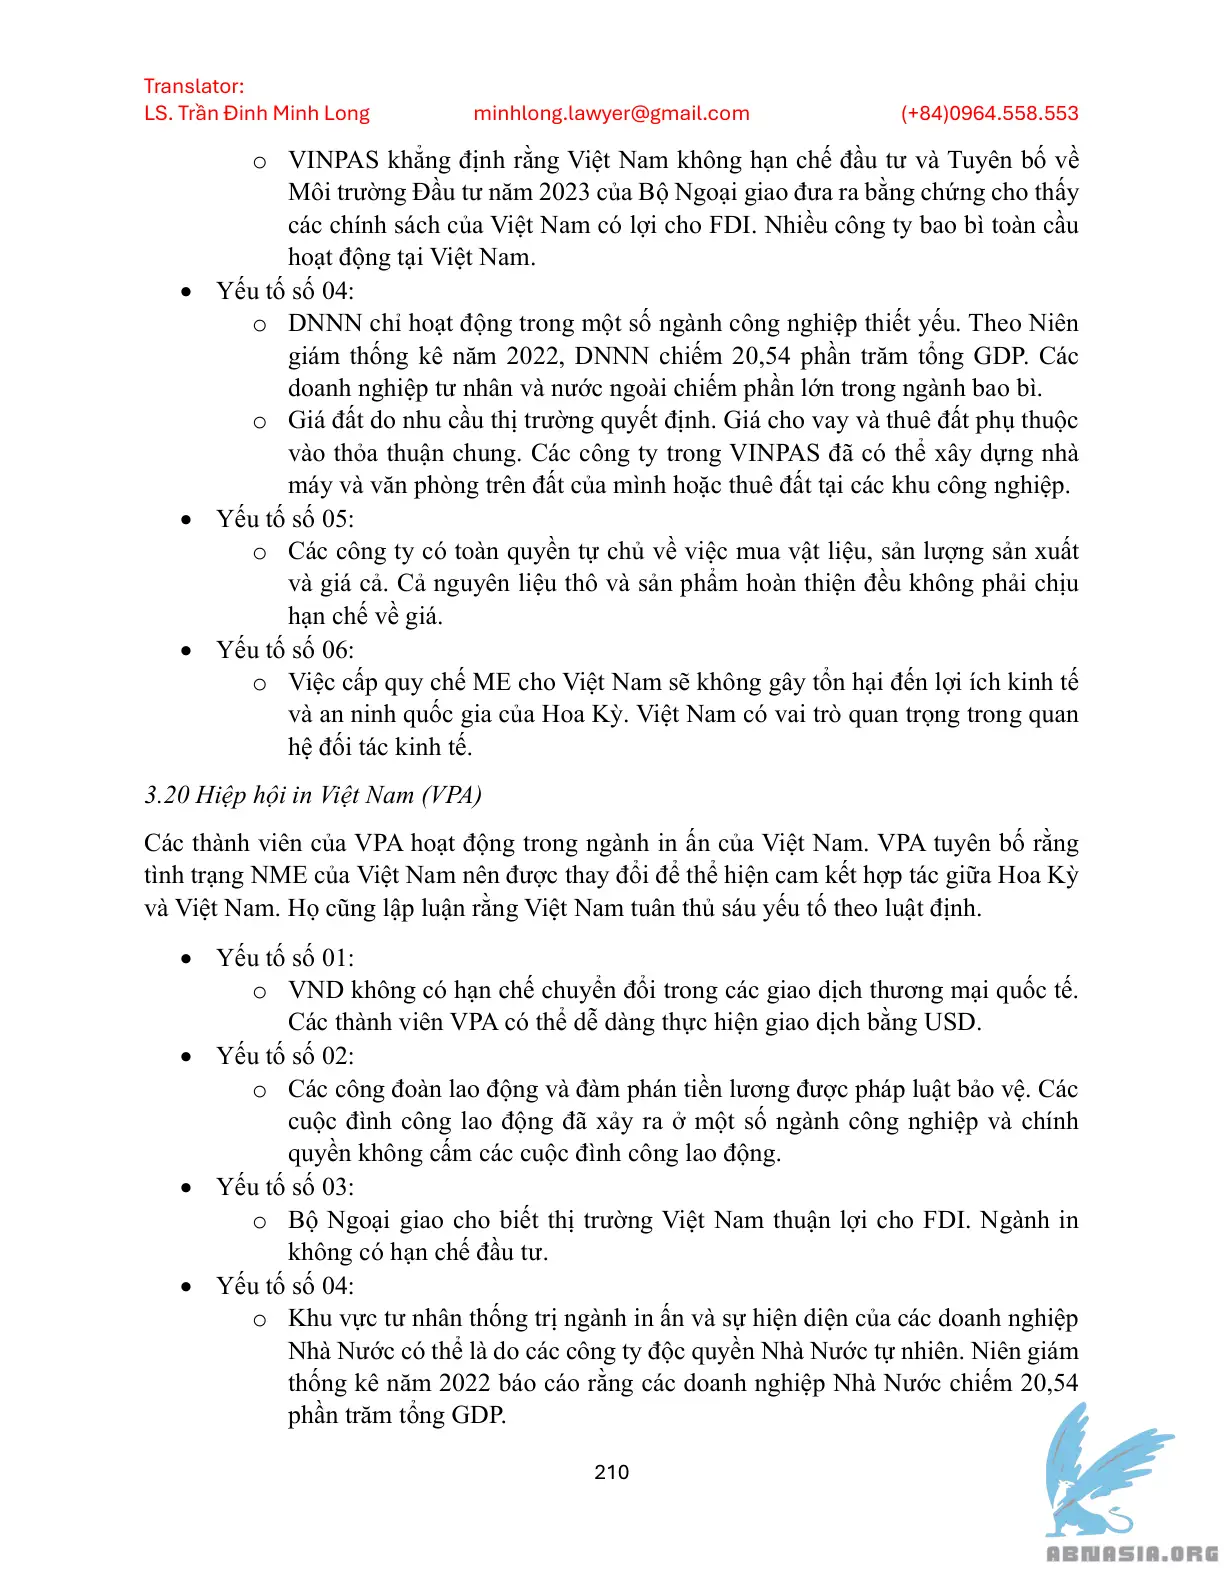 Translator:
LS. Trần Đinh Minh Long minhlong.lawyer@gmail.com (+84)0964.558.553
o VINPAS khẳng định rằng Việt Nam không hạn chế đầu tư và Tuyên bố về
Môi trường Đầu tư năm 2023 của Bộ Ngoại giao đưa ra bằng chứng cho thấy
các chính sách của Việt Nam có lợi cho FDI. Nhiều công ty bao bì toàn cầu
hoạt động tại Việt Nam.
• Yếu tố số 04:
o DNNN chỉ hoạt động trong một số ngành công nghiệp thiết yếu. Theo Niên
giám thống kê năm 2022, DNNN chiếm 20,54 phần trăm tổng GDP. Các
doanh nghiệp tư nhân và nước ngoài chiếm phần lớn trong ngành bao bì.
o Giá đất do nhu cầu thị trường quyết định. Giá cho vay và thuê đất phụ thuộc
vào thỏa thuận chung. Các công ty trong VINPAS đã có thể xây dựng nhà
máy và văn phòng trên đất của mình hoặc thuê đất tại các khu công nghiệp.
• Yếu tố số 05:
o Các công ty có toàn quyền tự chủ về việc mua vật liệu, sản lượng sản xuất
và giá cả. Cả nguyên liệu thô và sản phẩm hoàn thiện đều không phải chịu
hạn chế về giá.
• Yếu tố số 06:
o Việc cấp quy chế ME cho Việt Nam sẽ không gây tổn hại đến lợi ích kinh tế
và an ninh quốc gia của Hoa Kỳ. Việt Nam có vai trò quan trọng trong quan
hệ đối tác kinh tế.
3.20 Hiệp hội in Việt Nam (VPA)
Các thành viên của VPA hoạt động trong ngành in ấn của Việt Nam. VPA tuyên bố rằng
tình trạng NME của Việt Nam nên được thay đổi để thể hiện cam kết hợp tác giữa Hoa Kỳ
và Việt Nam. Họ cũng lập luận rằng Việt Nam tuân thủ sáu yếu tố theo luật định.
• Yếu tố số 01:
o VND không có hạn chế chuyển đổi trong các giao dịch thương mại quốc tế.
Các thành viên VPA có thể dễ dàng thực hiện giao dịch bằng USD.
• Yếu tố số 02:
o Các công đoàn lao động và đàm phán tiền lương được pháp luật bảo vệ. Các
cuộc đình công lao động đã xảy ra ở một số ngành công nghiệp và chính
quyền không cấm các cuộc đình công lao động.
• Yếu tố số 03:
o Bộ Ngoại giao cho biết thị trường Việt Nam thuận lợi cho FDI. Ngành in
không có hạn chế đầu tư.
• Yếu tố số 04:
o Khu vực tư nhân thống trị ngành in ấn và sự hiện diện của các doanh nghiệp
Nhà Nước có thể là do các công ty độc quyền Nhà Nước tự nhiên. Niên giám
thống kê năm 2022 báo cáo rằng các doanh nghiệp Nhà Nước chiếm 20,54
phần trăm tổng GDP.
210
ABNASIA.ORG